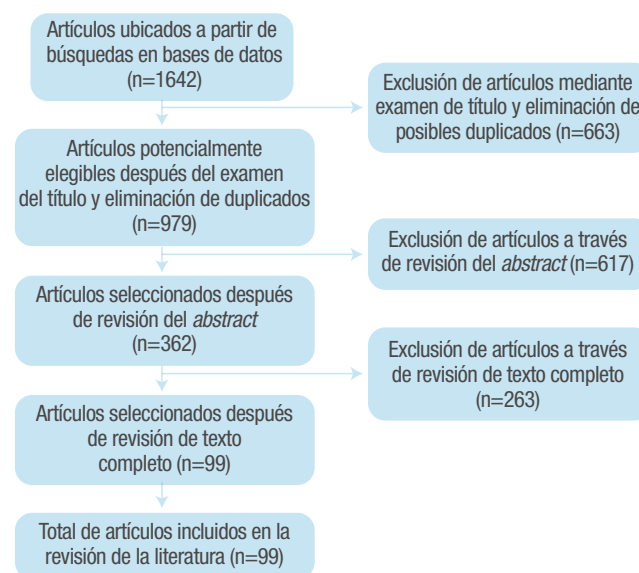 Artículos ubicados a partir de
búsquedas en bases de datos
(n=1642)
Exclusión de artículos mediante
examen de título y eliminación de
posibles duplicados (n=663)
Artículos potencialmente
elegibles después del examen
del título y eliminación de duplicados
(n=979)
Exclusión de artículos a través
de revisión del abstract (n=617)
Artículos seleccionados después
de revisión del abstract
(n=362)
Exclusión de artículos a través
de revisión de texto completo
(n=263)
Artículos seleccionados después
de revisión de texto
completo (n=99)
Total de artículos incluidos en la
revisión de la literatura (n=99)